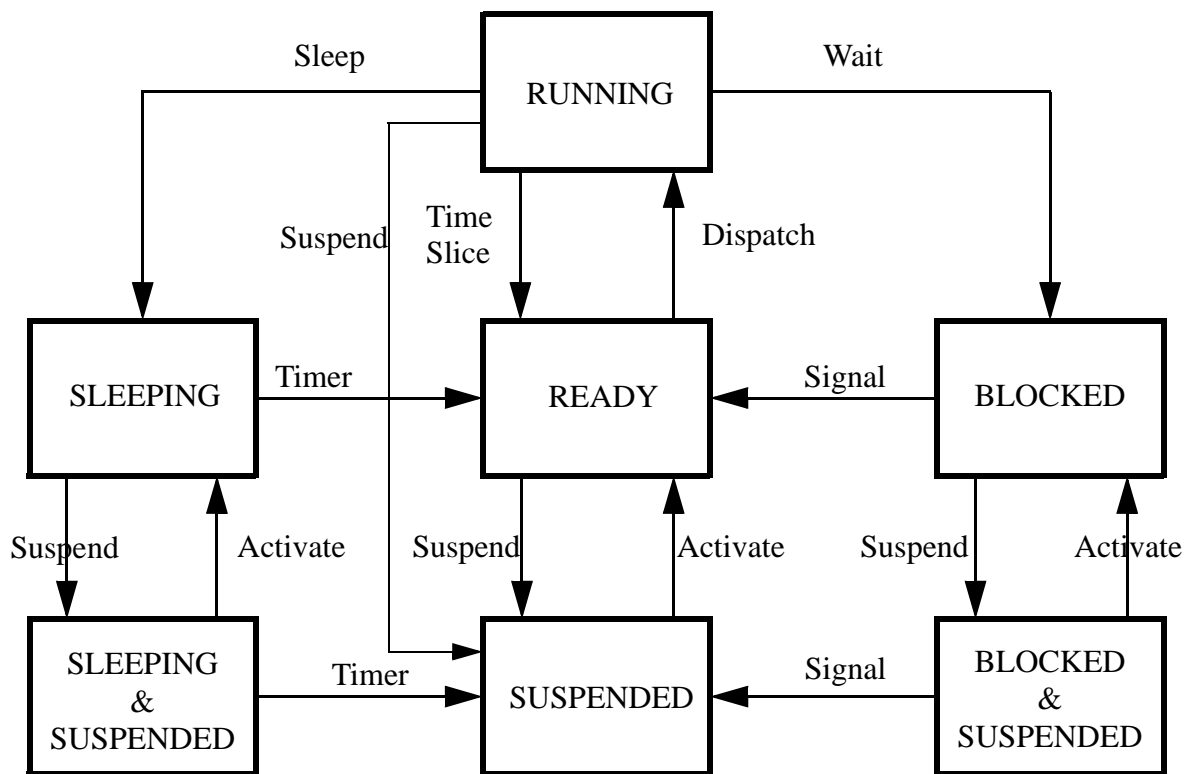 Sleep
Wait
RUNNING
Suspend
Time
Slice
Dispatch
SLEEPING
Timer
READY
Signal
BLOCKED
Suspend
Activate
Suspend
Activate
Suspend
Activate
SLEEPING
&
SUSPENDED
Timer
SUSPENDED
Signal
BLOCKED
&
SUSPENDED